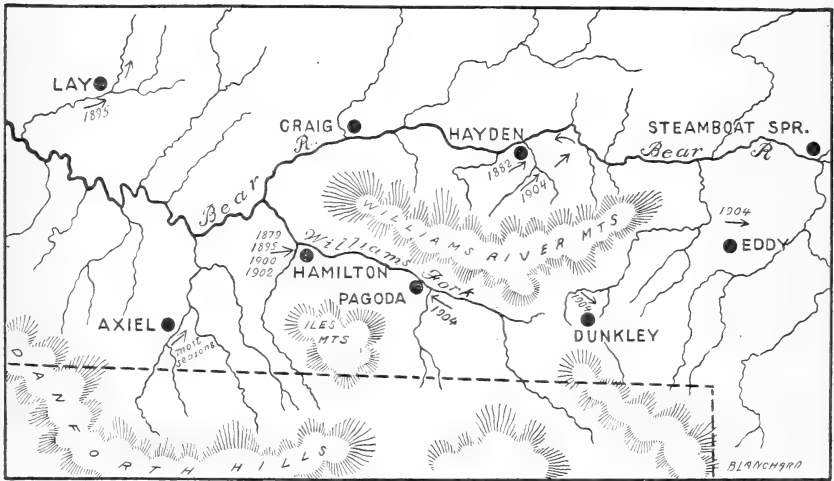 LAY
1895
CRAIG
HAYDEN
STEAMBOAT SPR.
Bear R.
Bear R
1882
1904
WILLIAMS RIVER MTS
1904
EDDY
1879
1895
1900
1902
Williams Fork
HAMILTON
PAGODA
1904
1904
DUNKLEY
ILES
MTS
AXIEL
most
seasons
DANFORTH HILLS
BLANCHARD